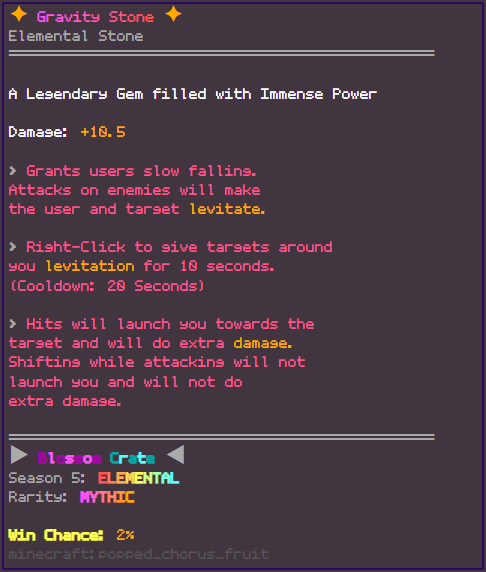 ✦ Gravity Stone ✦
Elemental Stone
A Legendary Gem filled with Immense Power
Damage: +10.5
> Grants users slow falling.
Attacks on enemies will make
the user and target levitate.
> Right-Click to give targets around
you levitation for 10 seconds.
(Cooldown: 20 Seconds)
> Hits will launch you towards the
target and will do extra damage.
Shifting while attacking will not
launch you and will not do
extra damage.
▶ Blossom Crate ◀
Season 5: ELEMENTAL
Rarity: MYTHIC
Win Chance: 2%
minecraft:popped_chorus_fruit